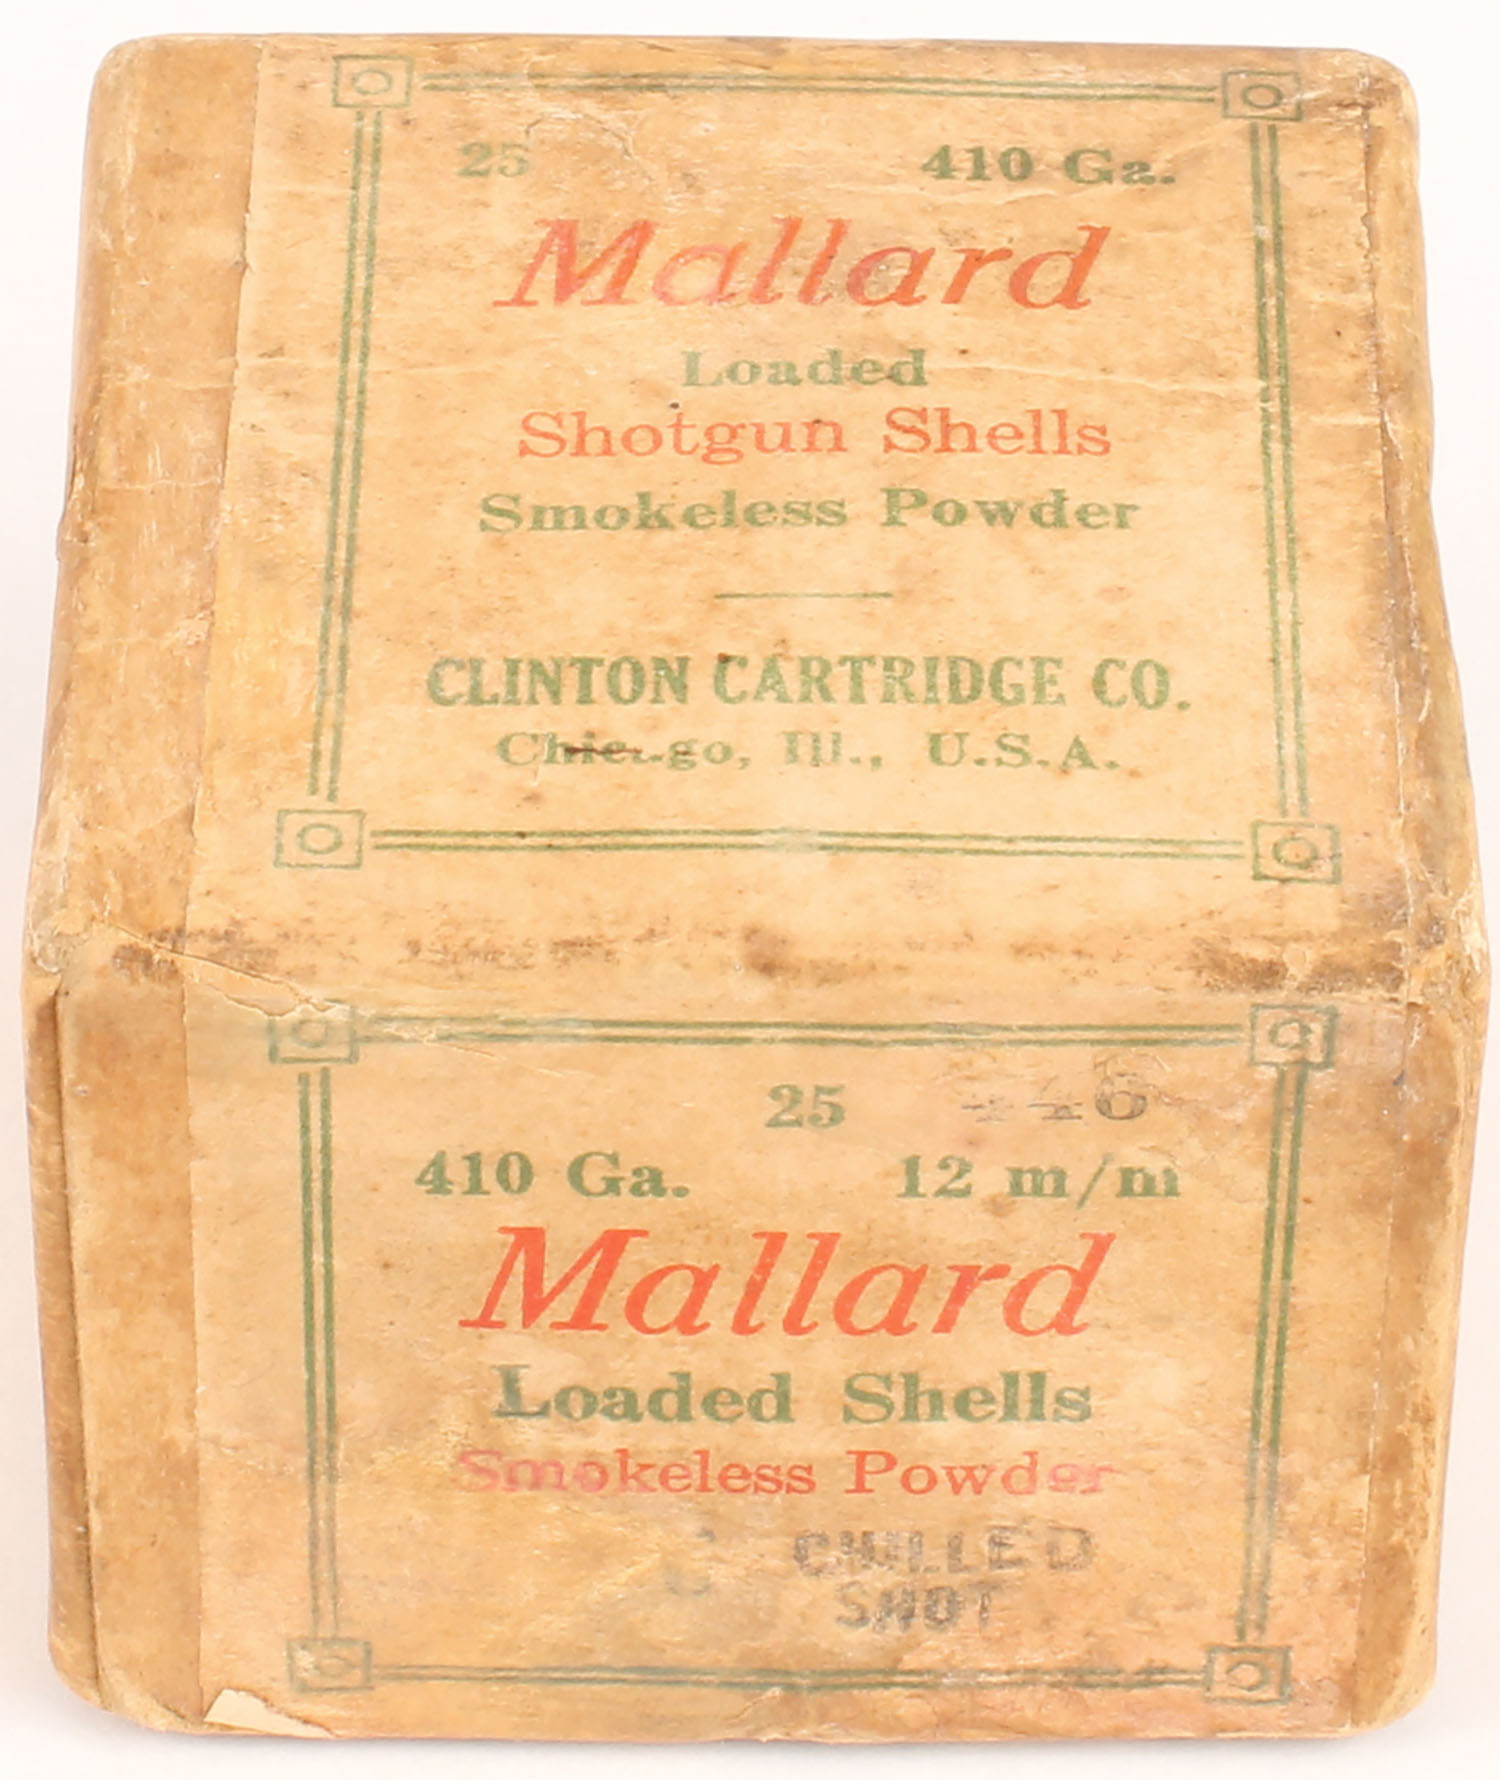 25 410 Ga.
Mallard
Loaded
Shotgun Shells
Smokeless Powder
CLINTON CARTRIDGE CO.
Chicago, Ill., U.S.A.
25
410 Ga. 12 m/m
Mallard
Loaded Shells
Smokeless Powder
CHILLED
SHOT